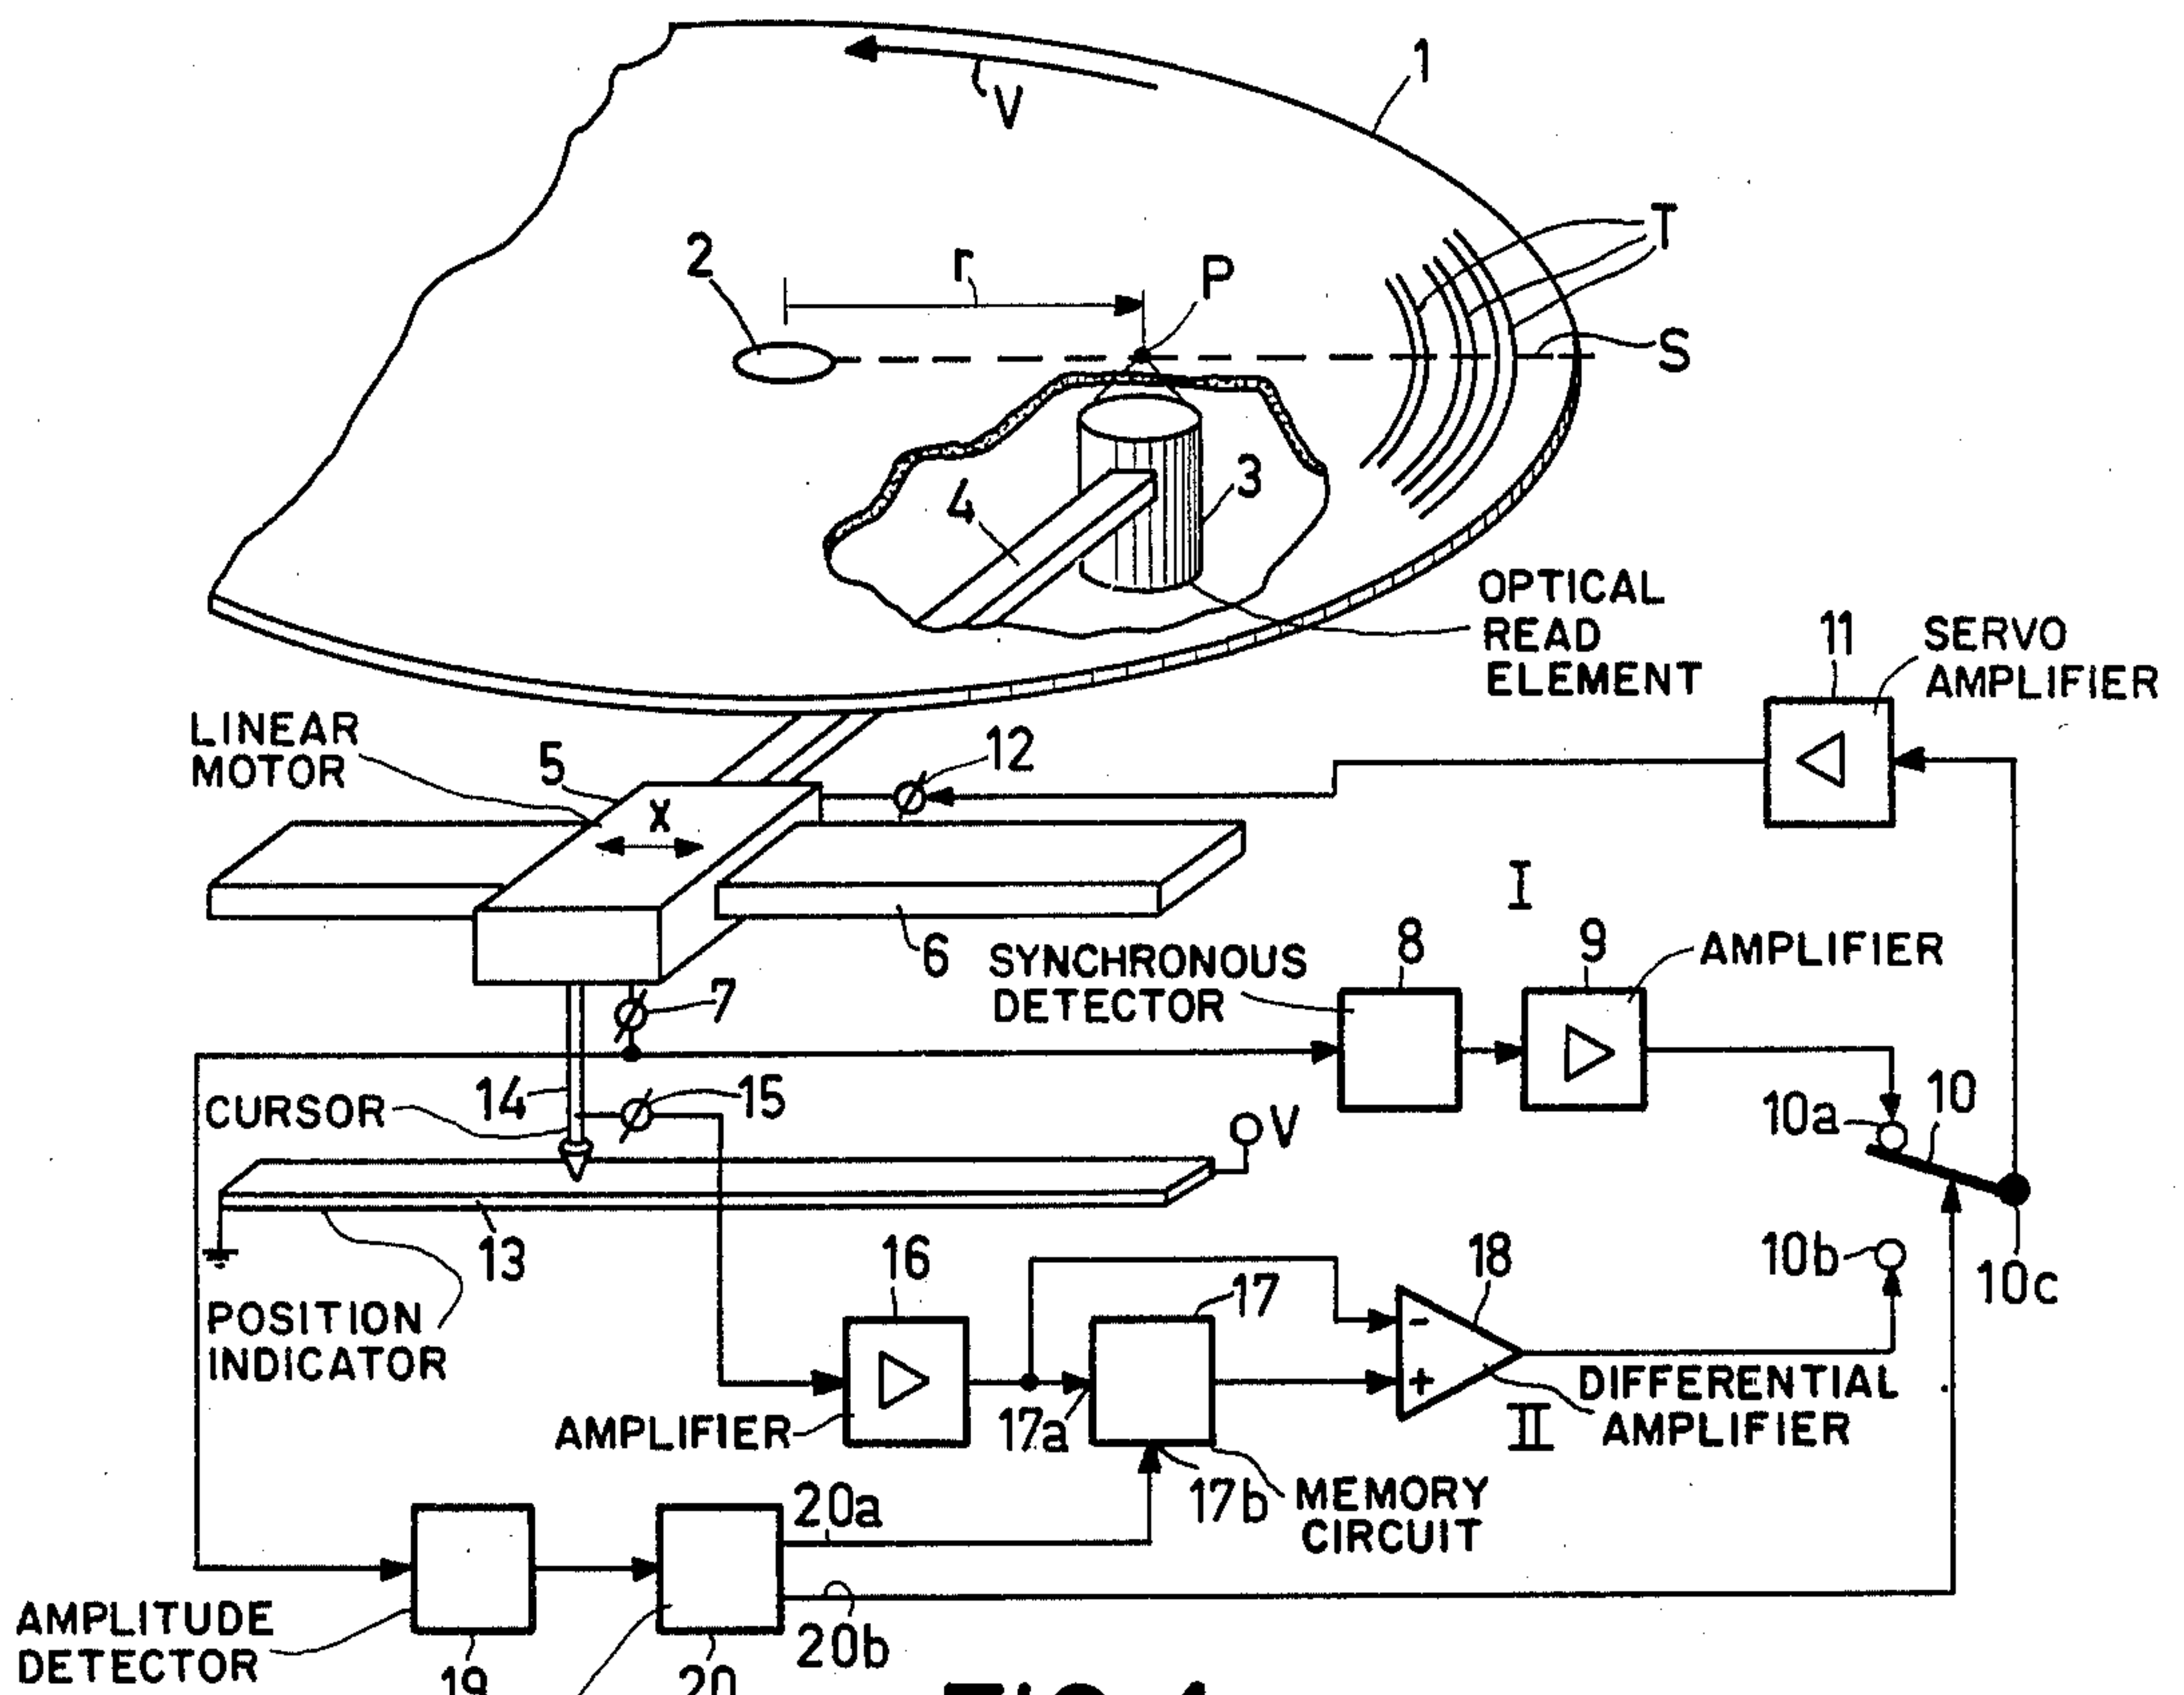 V
1
2
r
P
T
S
4
3
OPTICAL
READ
ELEMENT
11
SERVO
AMPLIFIER
LINEAR
MOTOR
5
X
12
6
I
SYNCHRONOUS
DETECTOR
8
9
AMPLIFIER
7
14
CURSOR
15
V
10a
10
13
POSITION
INDICATOR
16
17
18
10b
10c
-
+
AMPLIFIER
17a
DIFFERENTIAL
AMPLIFIER
II
17b
MEMORY
CIRCUIT
20a
20b
AMPLITUDE
DETECTOR
19
20